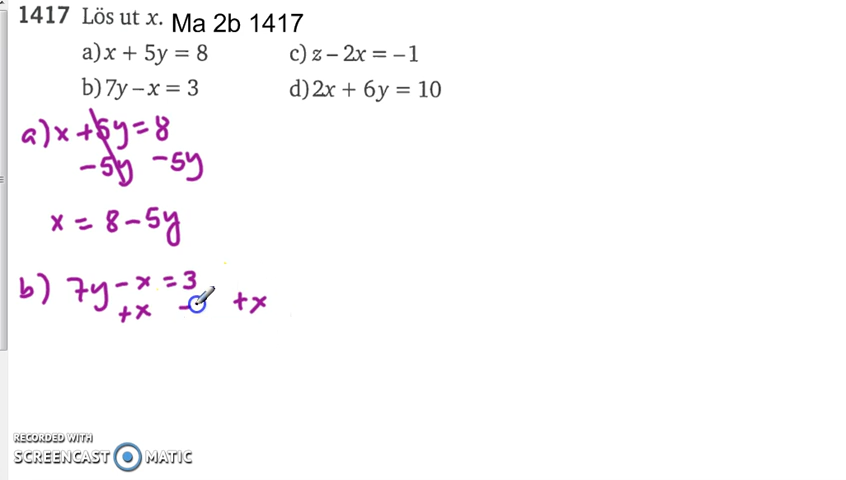 1417 Lös ut x. Ma 2b 1417
a) x + 5y = 8 c) z – 2x = –1
b) 7y – x = 3 d) 2x + 6y = 10
a) x + 5y = 8
-5y -5y
x = 8 - 5y
b) 7y - x = 3
+x - +x
RECORDED WITH
SCREENCAST MATIC